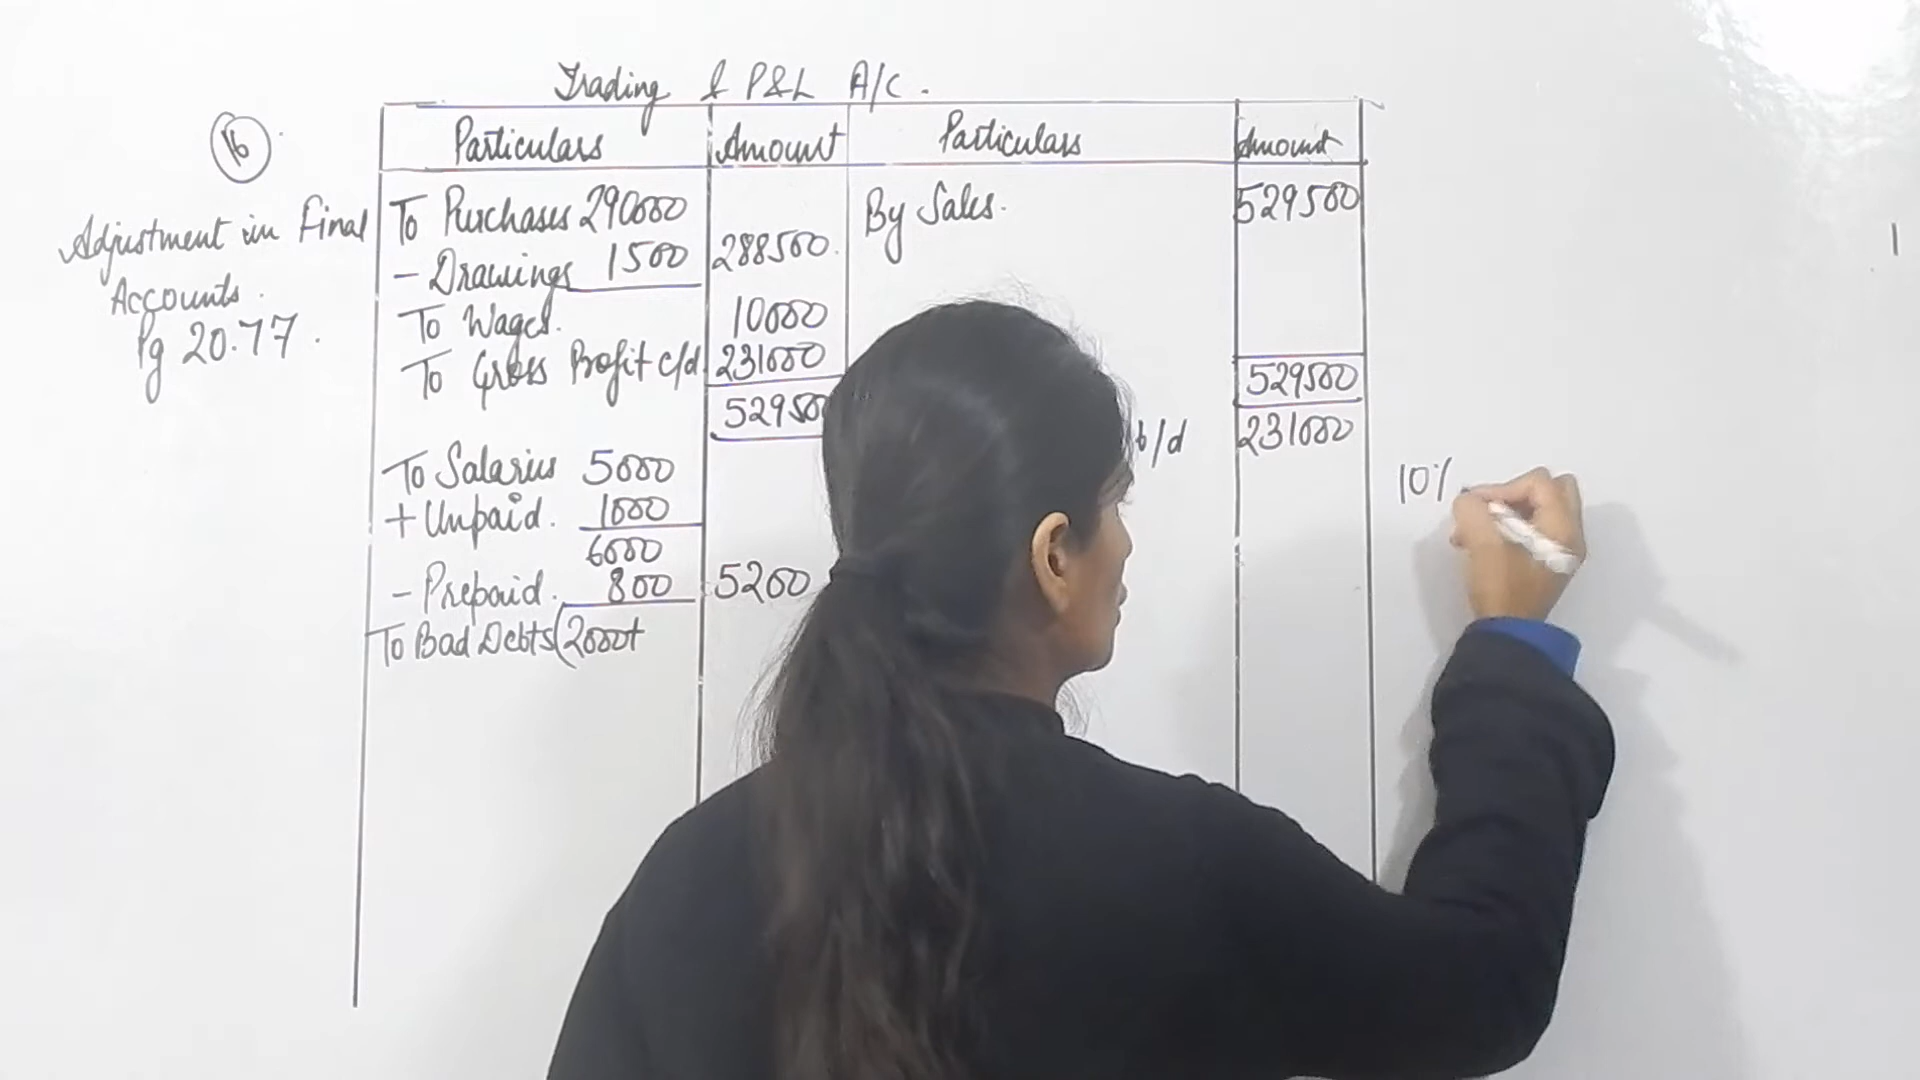 Trading & P&L A/C.
16
Adjustment in Final
Accounts.
Pg 20.77.
Particulars Amount Particulars Amount
To Purchases 290000 By Sales. 529500
- Drawings 1500 288500.
To Wages. 10000
To Gross Profit c/d 231000 529500
52950
b/d 231000
To Salaries 5000
+ Unpaid. 1000
6000
- Prepaid. 800 5200
To Bad Debts (2000+
10%